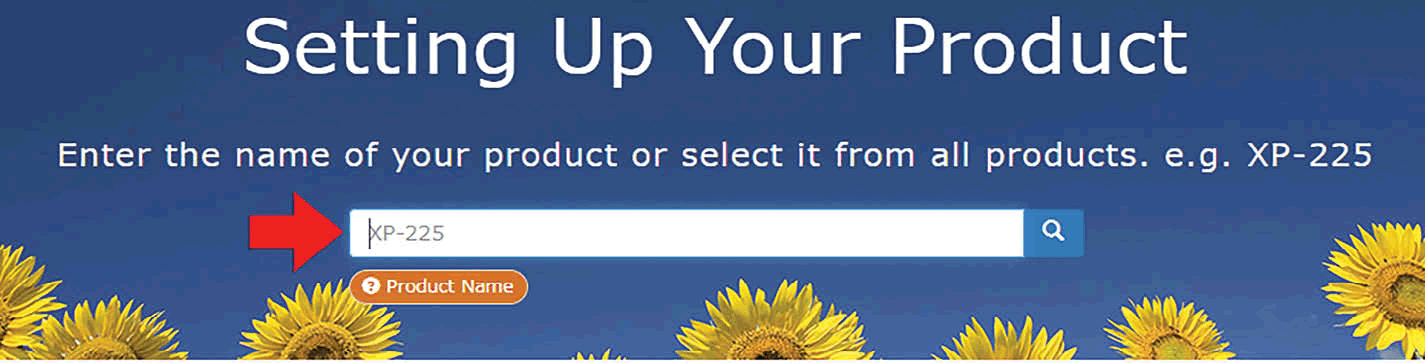 Setting Up Your Product
Enter the name of your product or select it from all products. e.g. XP-225
XP-225
Product Name